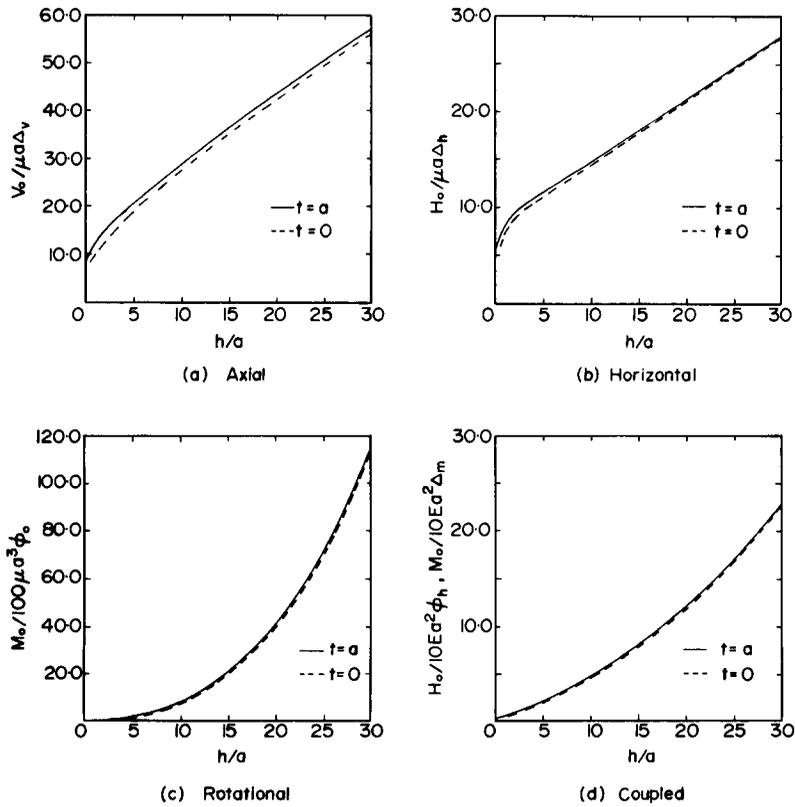 60·0
50·0
40·0
30·0
20·0
10·0
V₀/μaΔᵥ
t = a
t = 0
0 5 10 15 20 25 30
h/a
(a) Axial
30·0
20·0
10·0
H₀/μaΔₕ
t = a
t = 0
0 5 10 15 20 25 30
h/a
(b) Horizontal
120·0
100·0
80·0
60·0
40·0
20·0
M₀/100μa³ϕ₀
t = a
t = 0
0 5 10 15 20 25 30
h/a
(c) Rotational
30·0
20·0
10·0
H₀/10Ea²ϕₕ , M₀/10Ea²Δₘ
t = a
t = 0
0 5 10 15 20 25 30
h/a
(d) Coupled